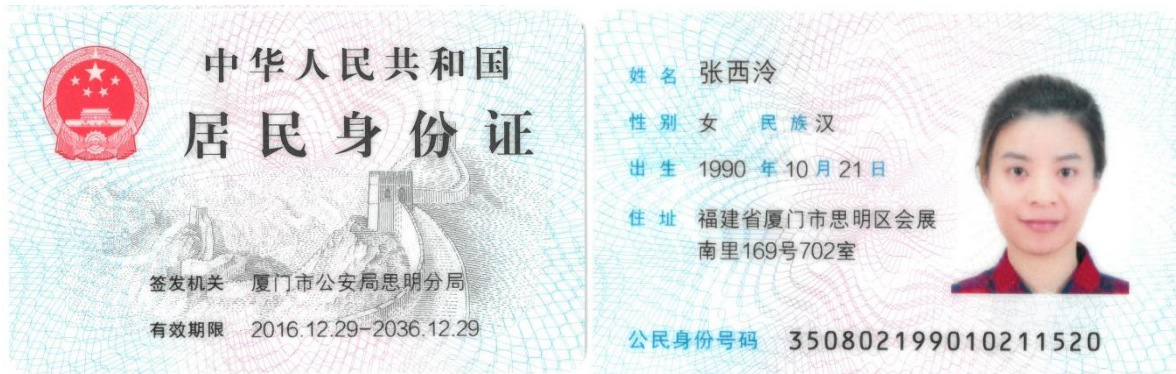 中华人民共和国
居民身份证
签发机关 厦门市公安局思明分局
有效期限 2016.12.29-2036.12.29
姓名 张西泠
性别 女 民族 汉
出生 1990 年 10 月 21 日
住址 福建省厦门市思明区会展
南里169号702室
公民身份号码 350802199010211520